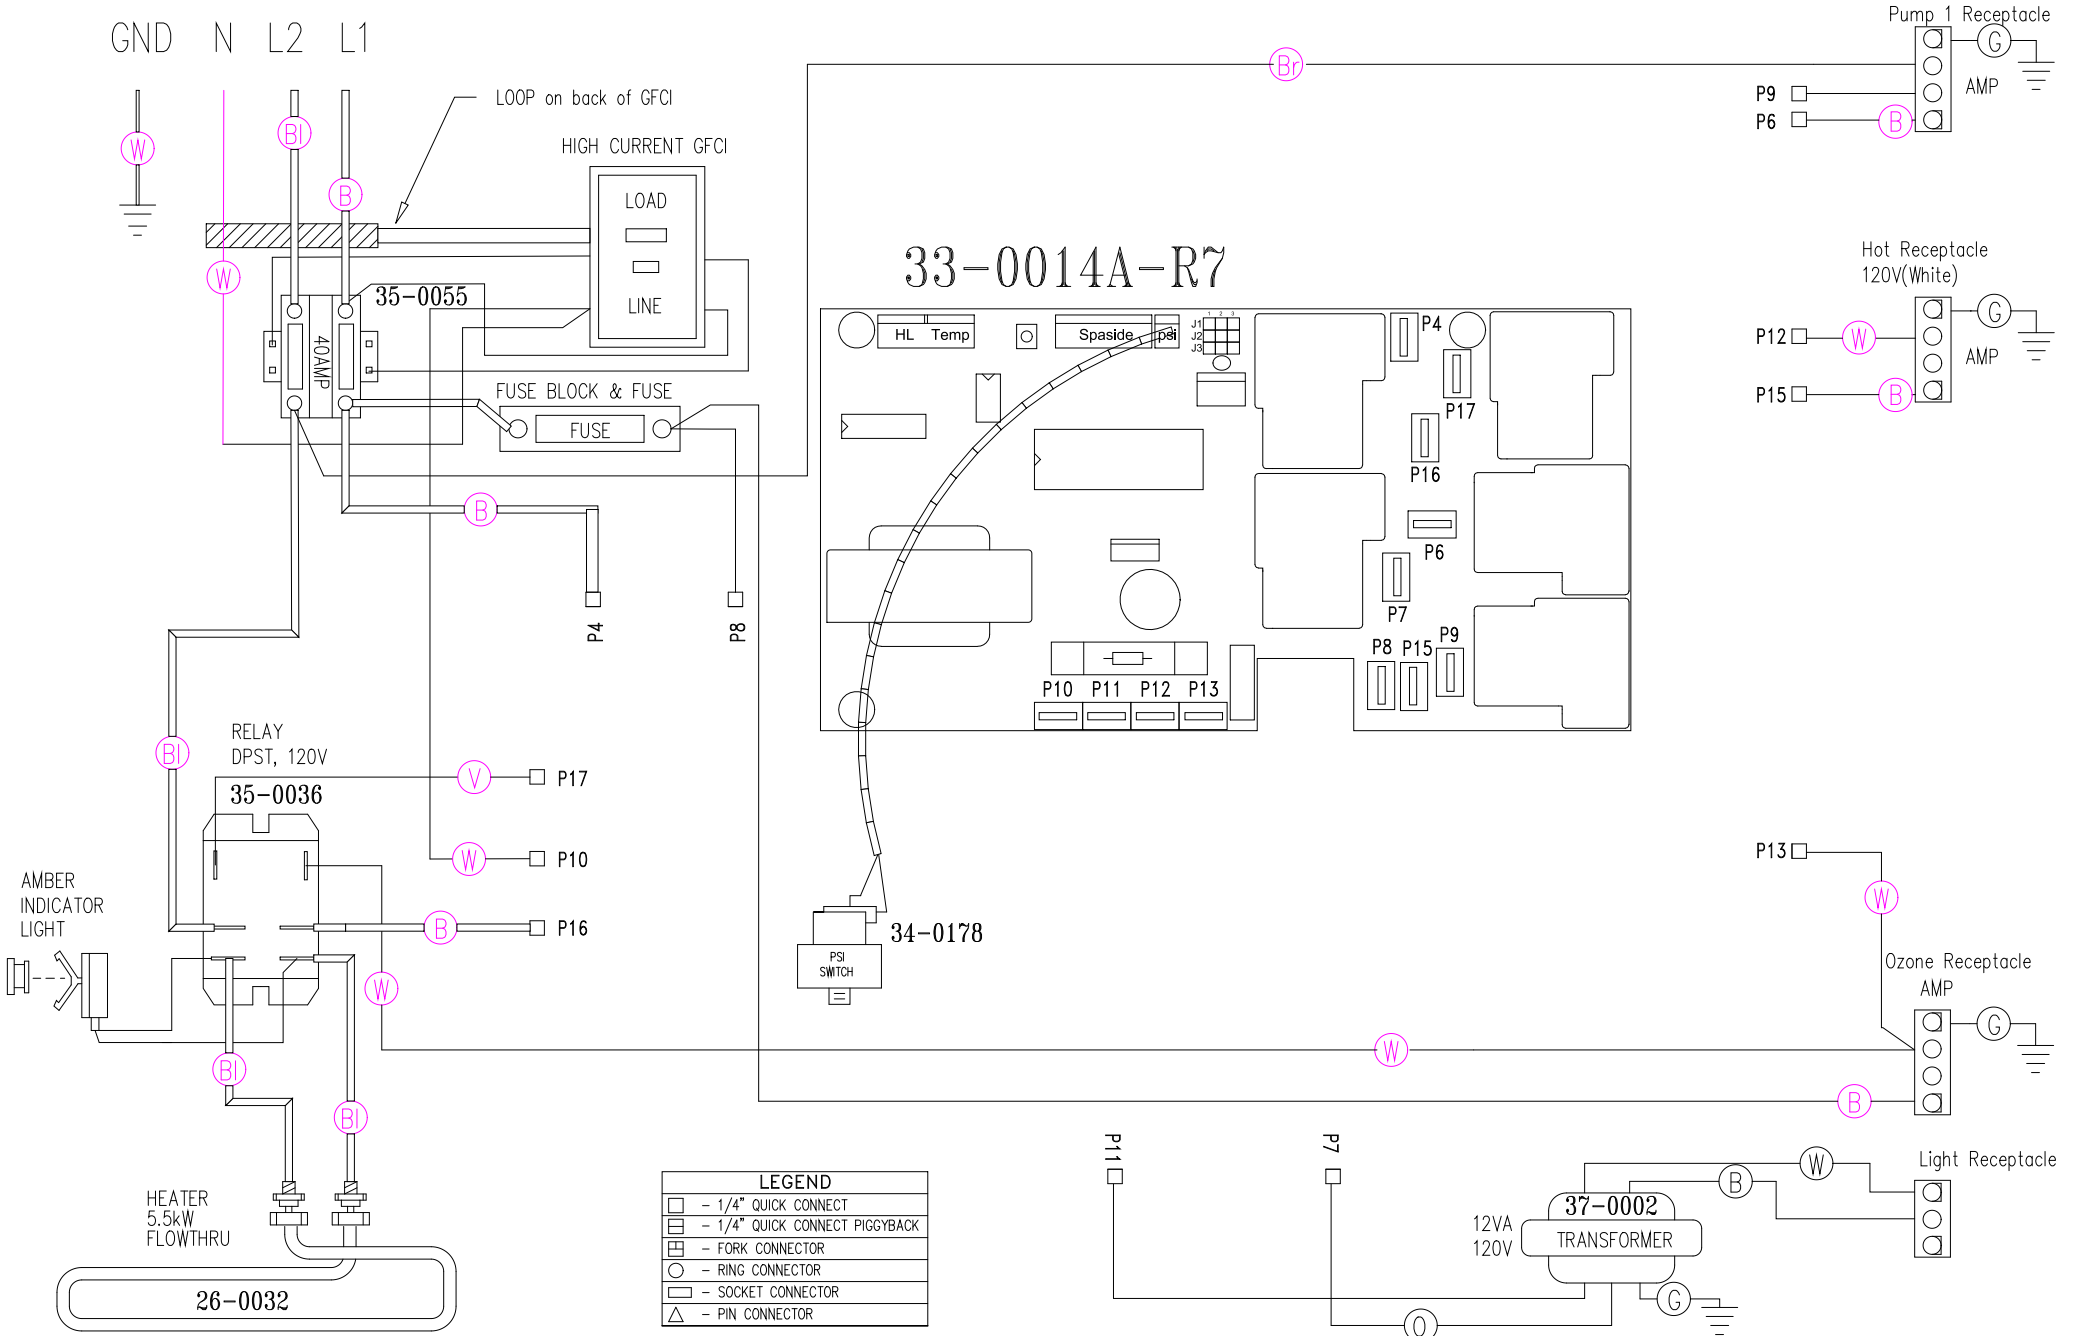 GND N L2 L1
W
Bl
B
LOOP on back of GFCI
HIGH CURRENT GFCI
LOAD
LINE
W
35-0055
40AMP
FUSE BLOCK & FUSE
FUSE
B
P4
P8
Br
Pump 1 Receptacle
G
AMP
P9
P6
B
33-0014A-R7
HL Temp
Spaside
psi
1 2 3
J1
J2
J3
P4
P17
P16
P6
P7
P8 P15 P9
P10 P11 P12 P13
Hot Receptacle
120V(White)
G
AMP
P12
W
P15
B
Bl
RELAY
DPST, 120V
35-0036
V
P17
W
P10
B
P16
W
AMBER
INDICATOR
LIGHT
Bl
Bl
PSI
SWITCH
34-0178
P13
W
Ozone Receptacle
AMP
G
W
B
HEATER
5.5kW
FLOWTHRU
26-0032
LEGEND
- 1/4" QUICK CONNECT
- 1/4" QUICK CONNECT PIGGYBACK
- FORK CONNECTOR
- RING CONNECTOR
- SOCKET CONNECTOR
- PIN CONNECTOR
P11
P7
W
B
Light Receptacle
37-0002
12VA
120V
TRANSFORMER
G
O